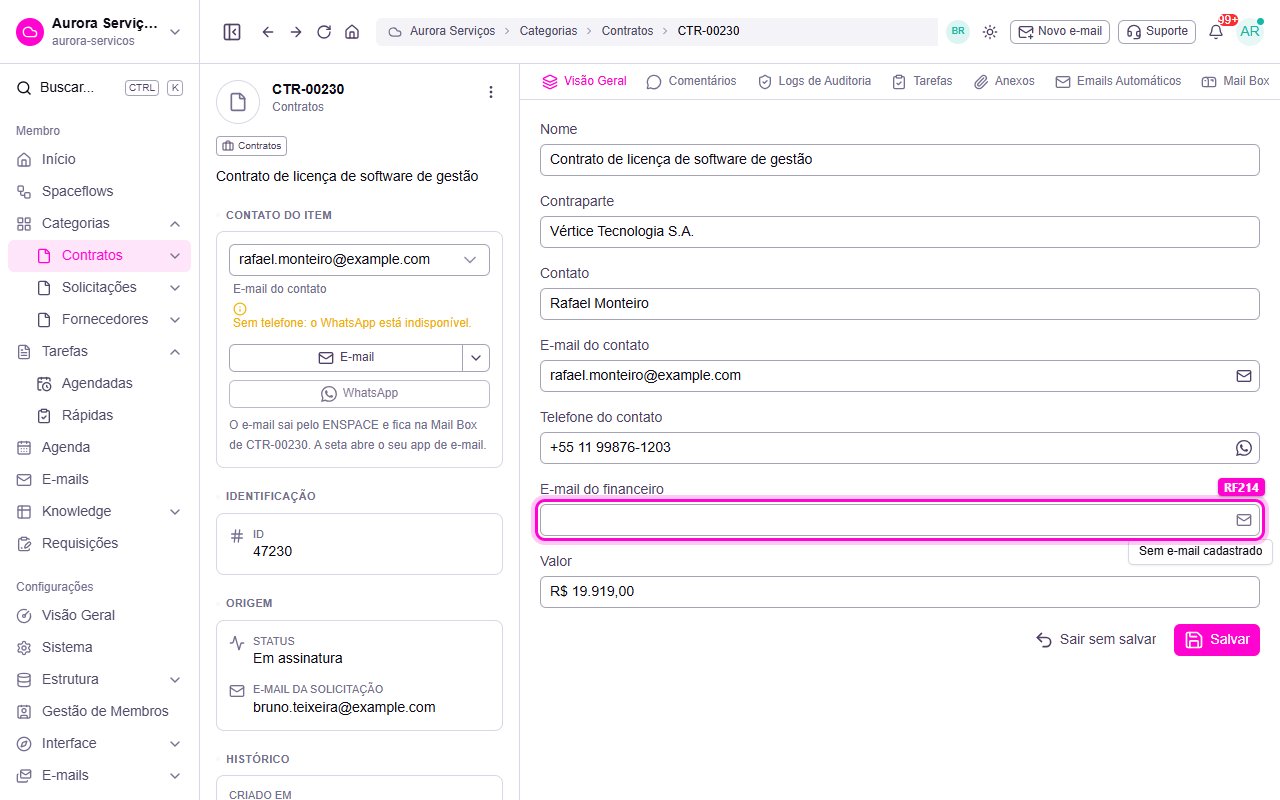 Aurora Serviç...
aurora-servicos
Aurora Serviços
Categorias
Contratos
CTR-00230
BR
Novo e-mail
Suporte
99+
AR
Buscar...
CTRL
K
Membro
Início
Spaceflows
Categorias
Contratos
Solicitações
Fornecedores
Tarefas
Agendadas
Rápidas
Agenda
E-mails
Knowledge
Requisições
Configurações
Visão Geral
Sistema
Estrutura
Gestão de Membros
Interface
E-mails
CTR-00230
Contratos
Contratos
Contrato de licença de software de gestão
CONTATO DO ITEM
rafael.monteiro@example.com
E-mail do contato
Sem telefone: o WhatsApp está indisponível.
E-mail
WhatsApp
O e-mail sai pelo ENSPACE e fica na Mail Box
de CTR-00230. A seta abre o seu app de e-mail.
IDENTIFICAÇÃO
ID
47230
ORIGEM
STATUS
Em assinatura
E-MAIL DA SOLICITAÇÃO
bruno.teixeira@example.com
HISTÓRICO
CRIADO EM
Visão Geral
Comentários
Logs de Auditoria
Tarefas
Anexos
Emails Automáticos
Mail Box
Nome
Contrato de licença de software de gestão
Contraparte
Vértice Tecnologia S.A.
Contato
Rafael Monteiro
E-mail do contato
rafael.monteiro@example.com
Telefone do contato
+55 11 99876-1203
E-mail do financeiro
RF214
Sem e-mail cadastrado
Valor
R$ 19.919,00
Sair sem salvar
Salvar